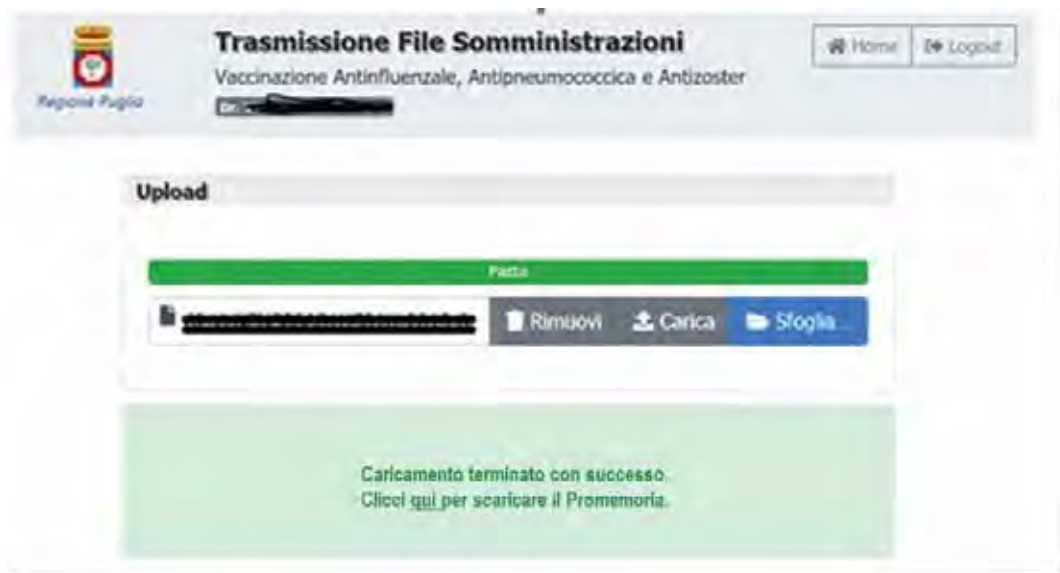 Trasmissione File Somministrazioni
Home
Logout
Vaccinazione Antinfluenzale, Antipneumococcica e Antizoster
Regione Puglia
Upload
Fatto
Rimuovi
Carica
Sfoglia ...
Caricamento terminato con successo.
Clicci qui per scaricare il Promemoria.